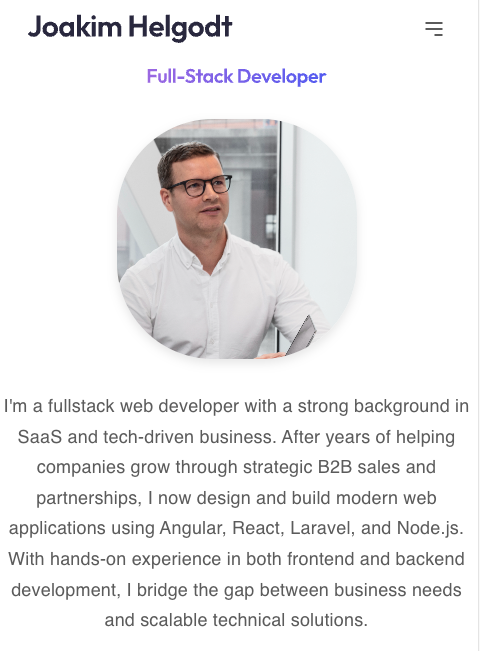 Joakim Helgodt
Full-Stack Developer
I'm a fullstack web developer with a strong background in
SaaS and tech-driven business. After years of helping
companies grow through strategic B2B sales and
partnerships, I now design and build modern web
applications using Angular, React, Laravel, and Node.js.
With hands-on experience in both frontend and backend
development, I bridge the gap between business needs
and scalable technical solutions.